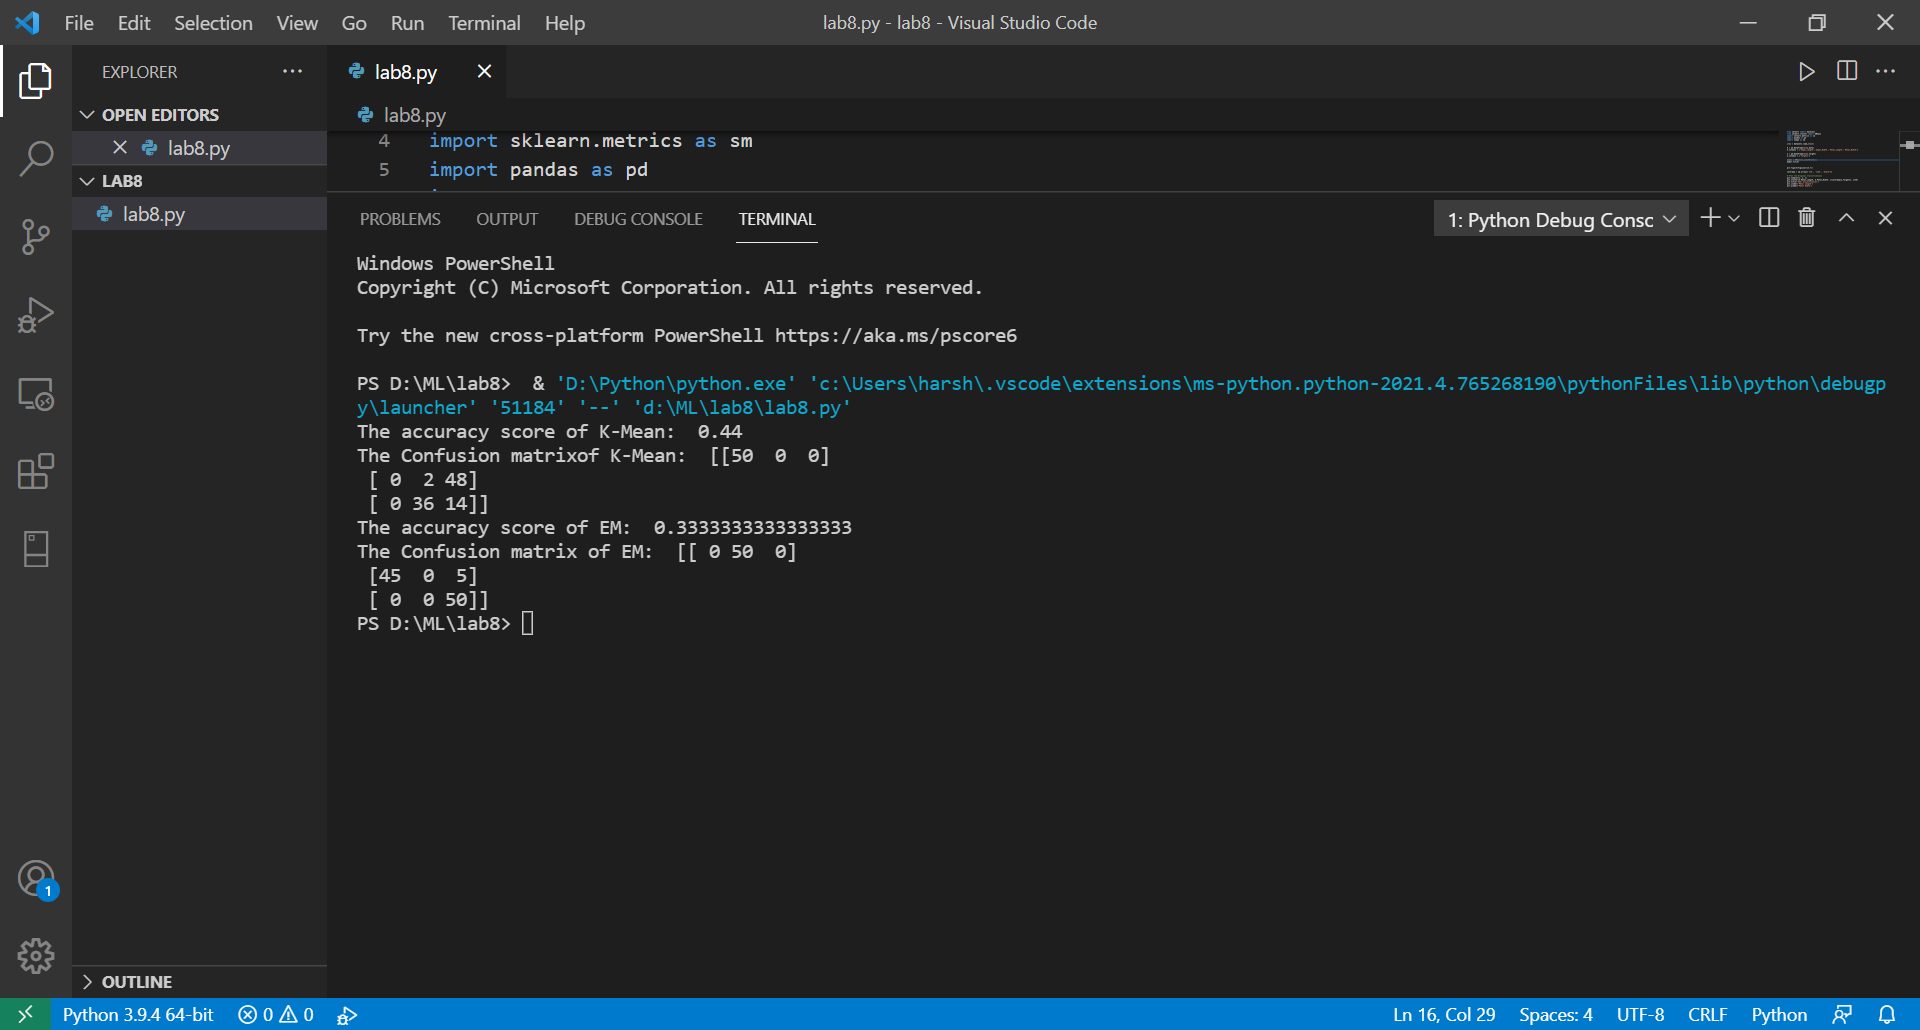 File Edit Selection View Go Run Terminal Help
lab8.py - lab8 - Visual Studio Code
EXPLORER
OPEN EDITORS
lab8.py
LAB8
lab8.py
OUTLINE
lab8.py
lab8.py
4 import sklearn.metrics as sm
5 import pandas as pd
PROBLEMS OUTPUT DEBUG CONSOLE TERMINAL
1: Python Debug Consc
Windows PowerShell
Copyright (C) Microsoft Corporation. All rights reserved.
Try the new cross-platform PowerShell https://aka.ms/pscore6
PS D:\ML\lab8>  & 'D:\Python\python.exe' 'c:\Users\harsh\.vscode\extensions\ms-python.python-2021.4.765268190\pythonFiles\lib\python\debugp
y\launcher' '51184' '--' 'd:\ML\lab8\lab8.py'
The accuracy score of K-Mean:  0.44
The Confusion matrixof K-Mean:  [[50  0  0]
 [ 0  2 48]
 [ 0 36 14]]
The accuracy score of EM:  0.3333333333333333
The Confusion matrix of EM:  [[ 0 50  0]
 [45  0  5]
 [ 0  0 50]]
PS D:\ML\lab8>
1
Python 3.9.4 64-bit 0 0
Ln 16, Col 29 Spaces: 4 UTF-8 CRLF Python